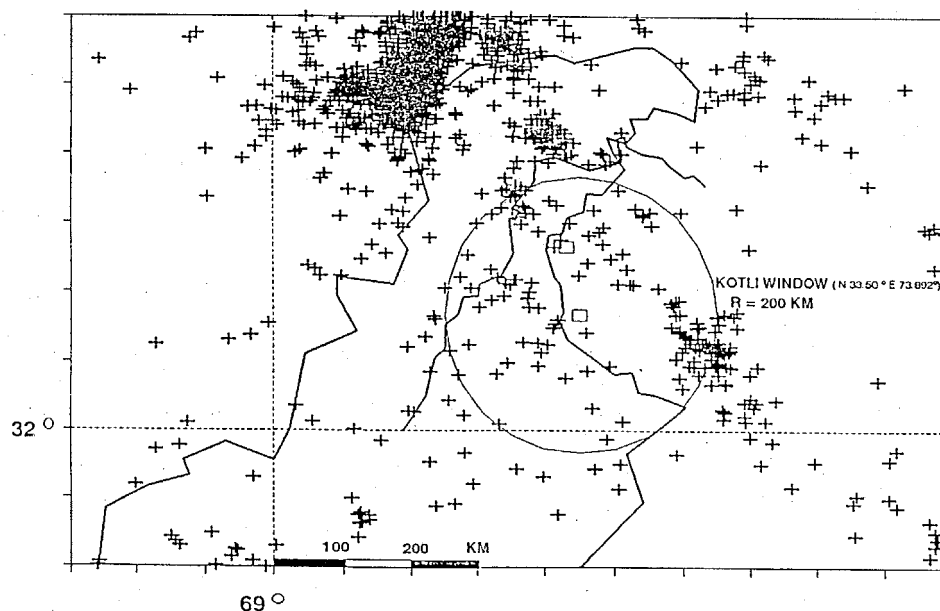 KOTLI WINDOW ( N 33.50 ° E 73.892°)
R = 200 KM
32 °
100 200 KM
69 °